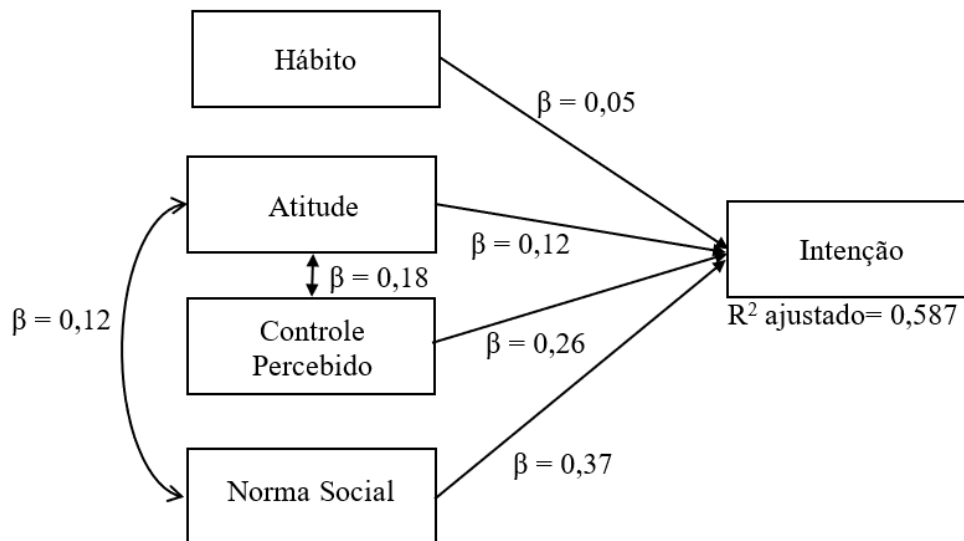 Hábito
β = 0,05
Atitude
β = 0,12
Intenção
R² ajustado= 0,587
β = 0,18
β = 0,12
Controle
Percebido
β = 0,26
Norma Social
β = 0,37